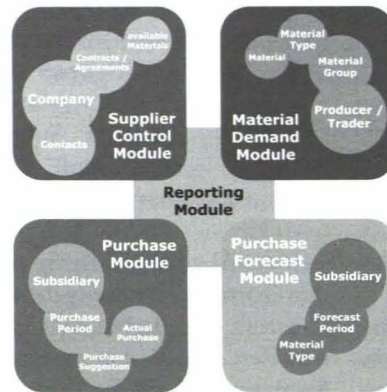 available
Materials
Contracts /
Agreements
Company
Contacts
Supplier
Control
Module
Material
Type
Material
Material
Group
Producer /
Trader
Material
Demand
Module
Reporting
Module
Purchase
Module
Subsidiary
Purchase
Period
Actual
Purchase
Purchase
Suggestion
Purchase
Forecast
Module
Subsidiary
Forecast
Period
Material
Type